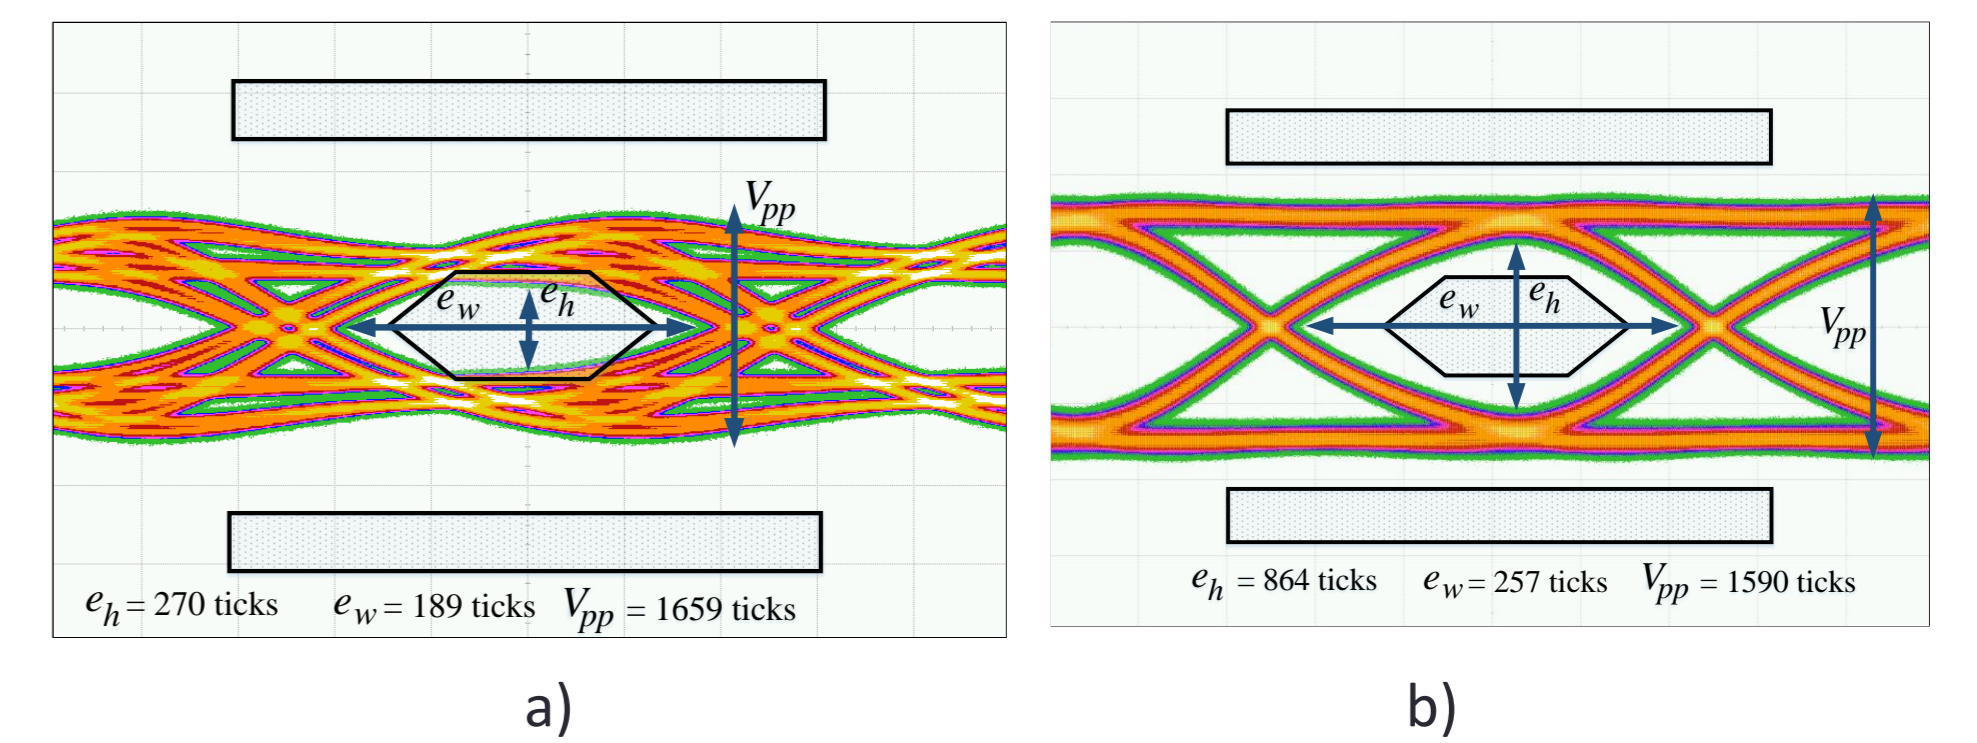 V_pp
e_w e_h
e_h = 270 ticks e_w = 189 ticks V_pp = 1659 ticks
a)
e_w e_h
V_pp
e_h = 864 ticks e_w = 257 ticks V_pp = 1590 ticks
b)